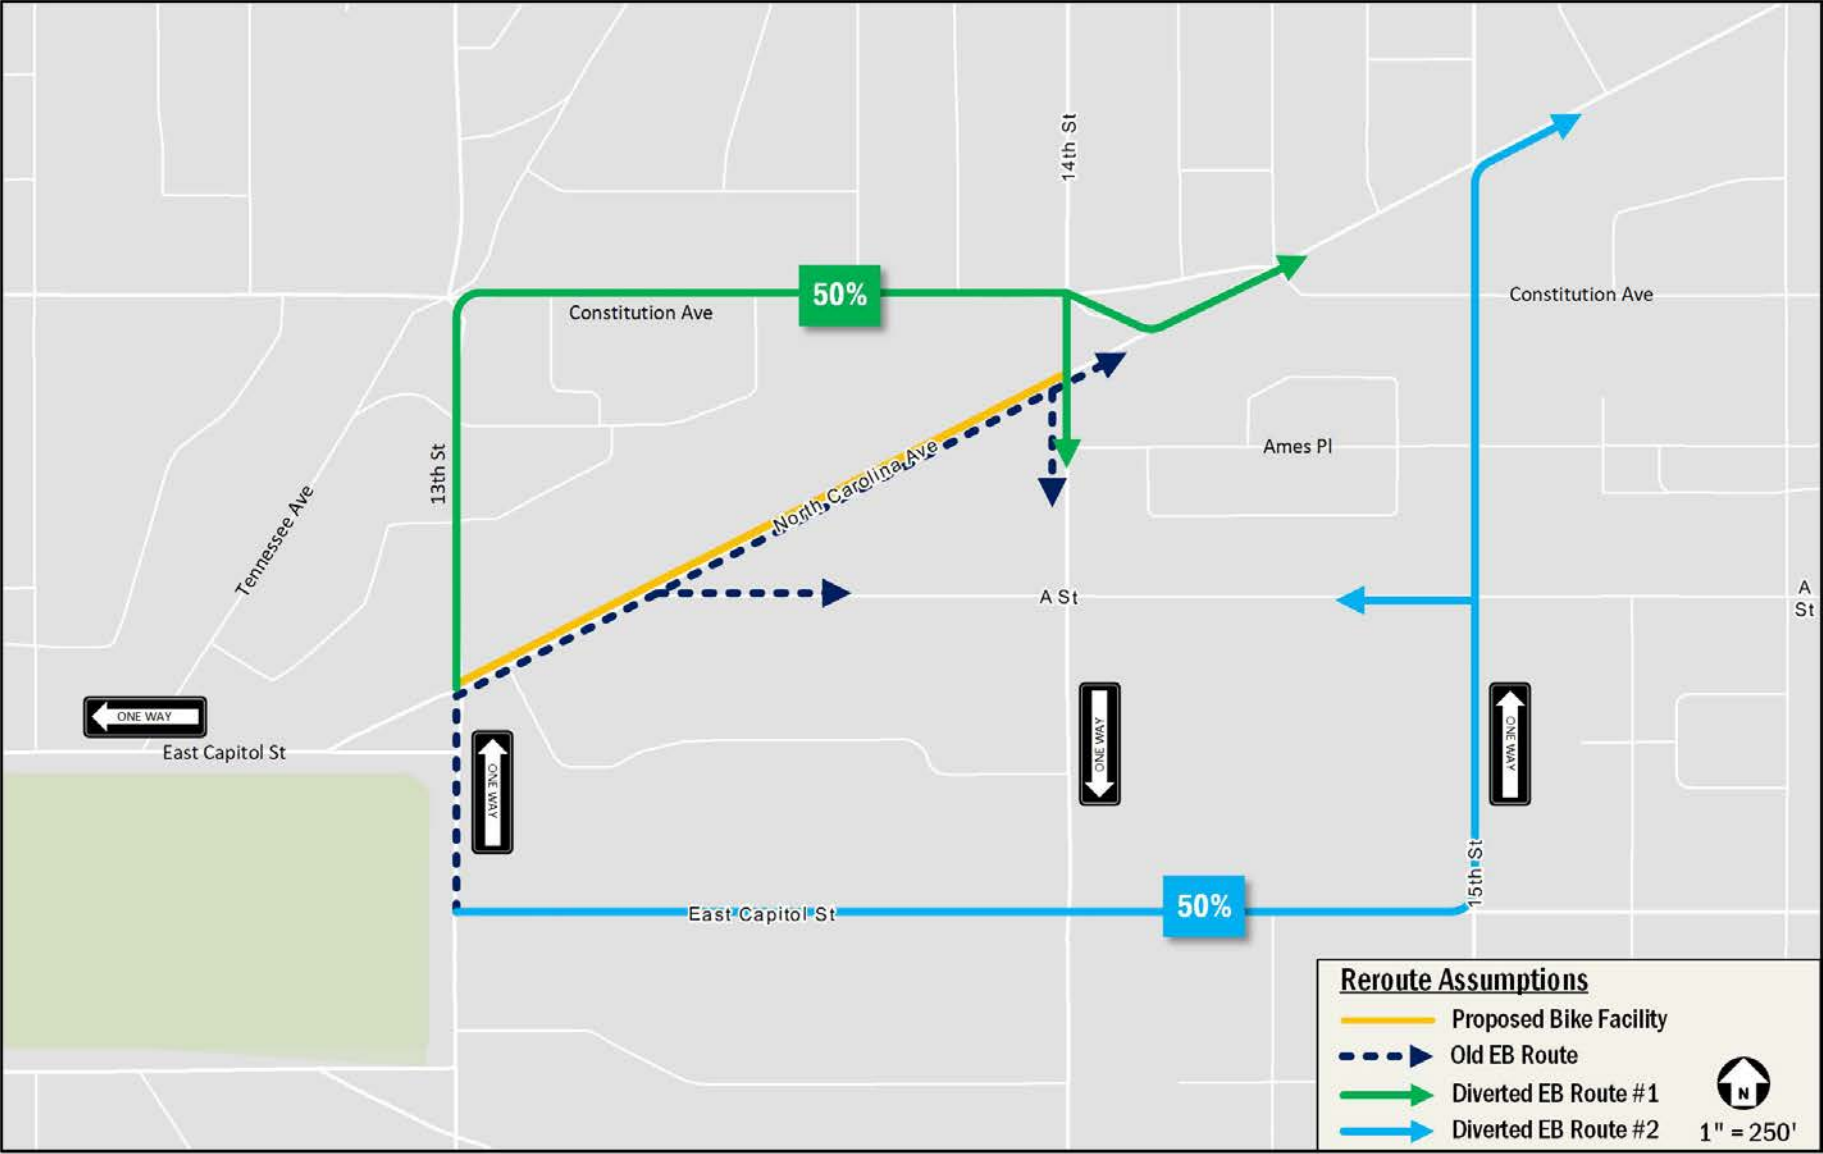 14th St
50%
Constitution Ave
Constitution Ave
13th St
North Carolina Ave
Ames Pl
Tennessee Ave
A St
A
St
ONE WAY
East Capitol St
ONE WAY
ONE WAY
ONE WAY
15th St
East Capitol St
50%
Reroute Assumptions
Proposed Bike Facility
Old EB Route
Diverted EB Route #1
Diverted EB Route #2
N
1" = 250'